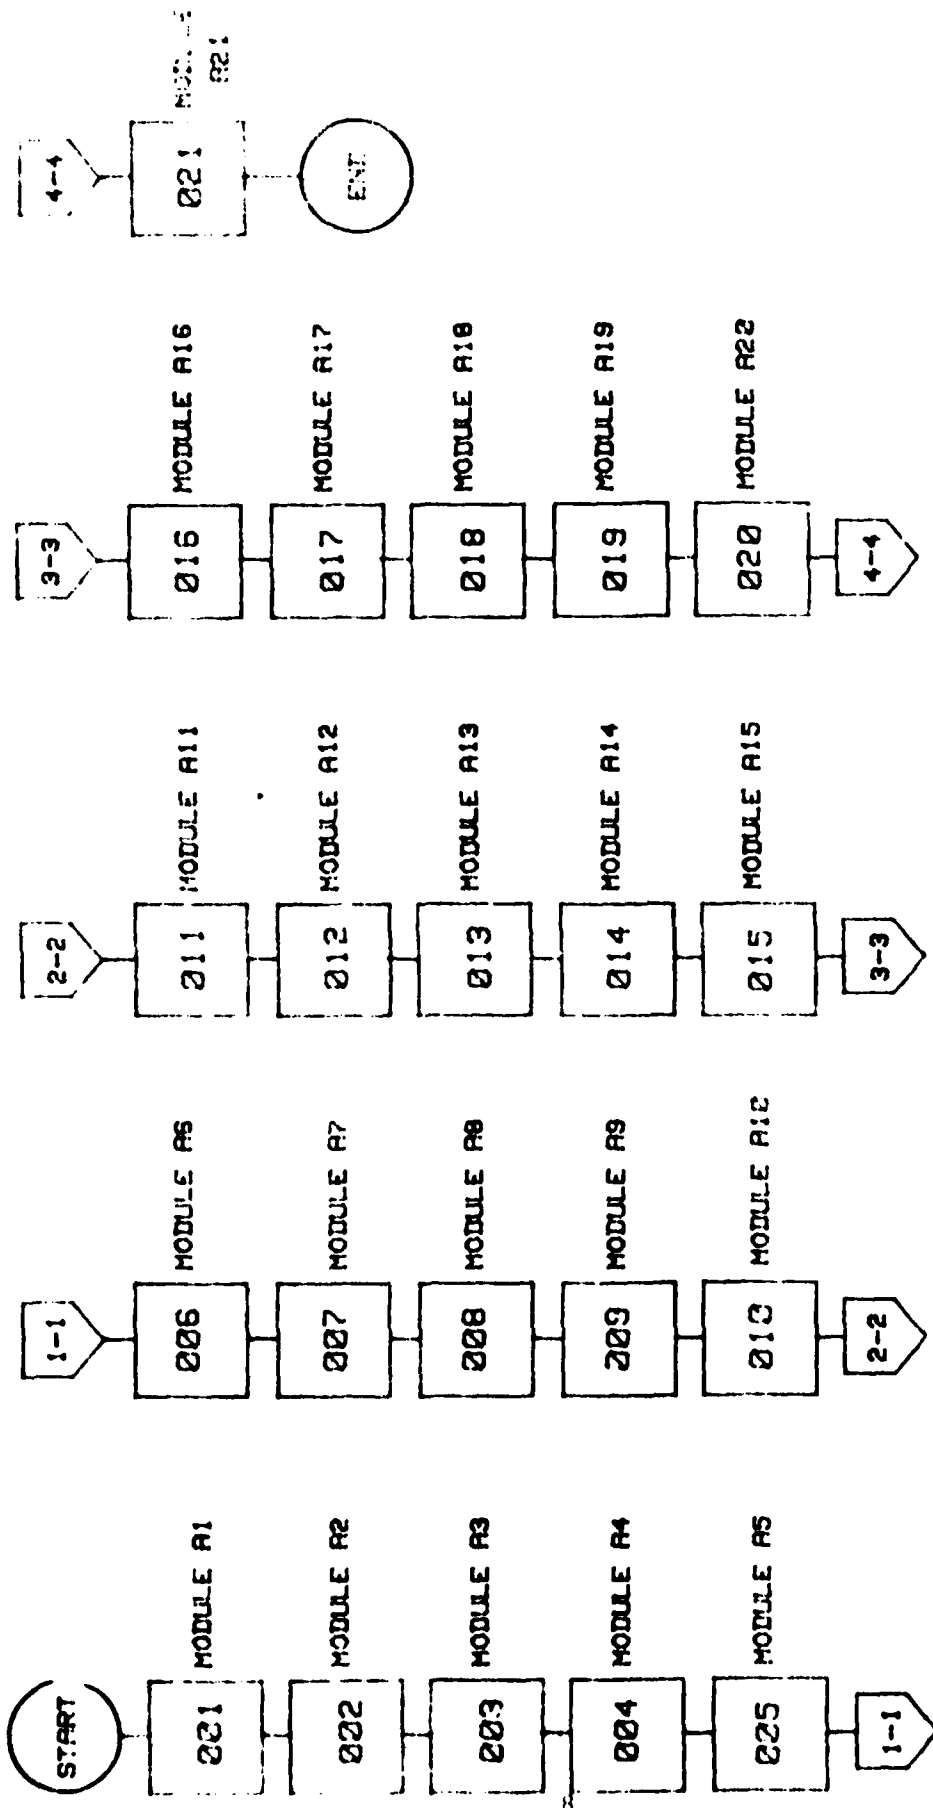 START
001 MODULE A1
002 MODULE A2
003 MODULE A3
004 MODULE A4
005 MODULE A5
1-1
1-1
006 MODULE A6
007 MODULE A7
008 MODULE A8
009 MODULE A9
010 MODULE A10
2-2
2-2
011 MODULE A11
012 MODULE A12
013 MODULE A13
014 MODULE A14
015 MODULE A15
3-3
3-3
016 MODULE A16
017 MODULE A17
018 MODULE A18
019 MODULE A19
020 MODULE A22
4-4
4-4
021 MODULE
A21
END